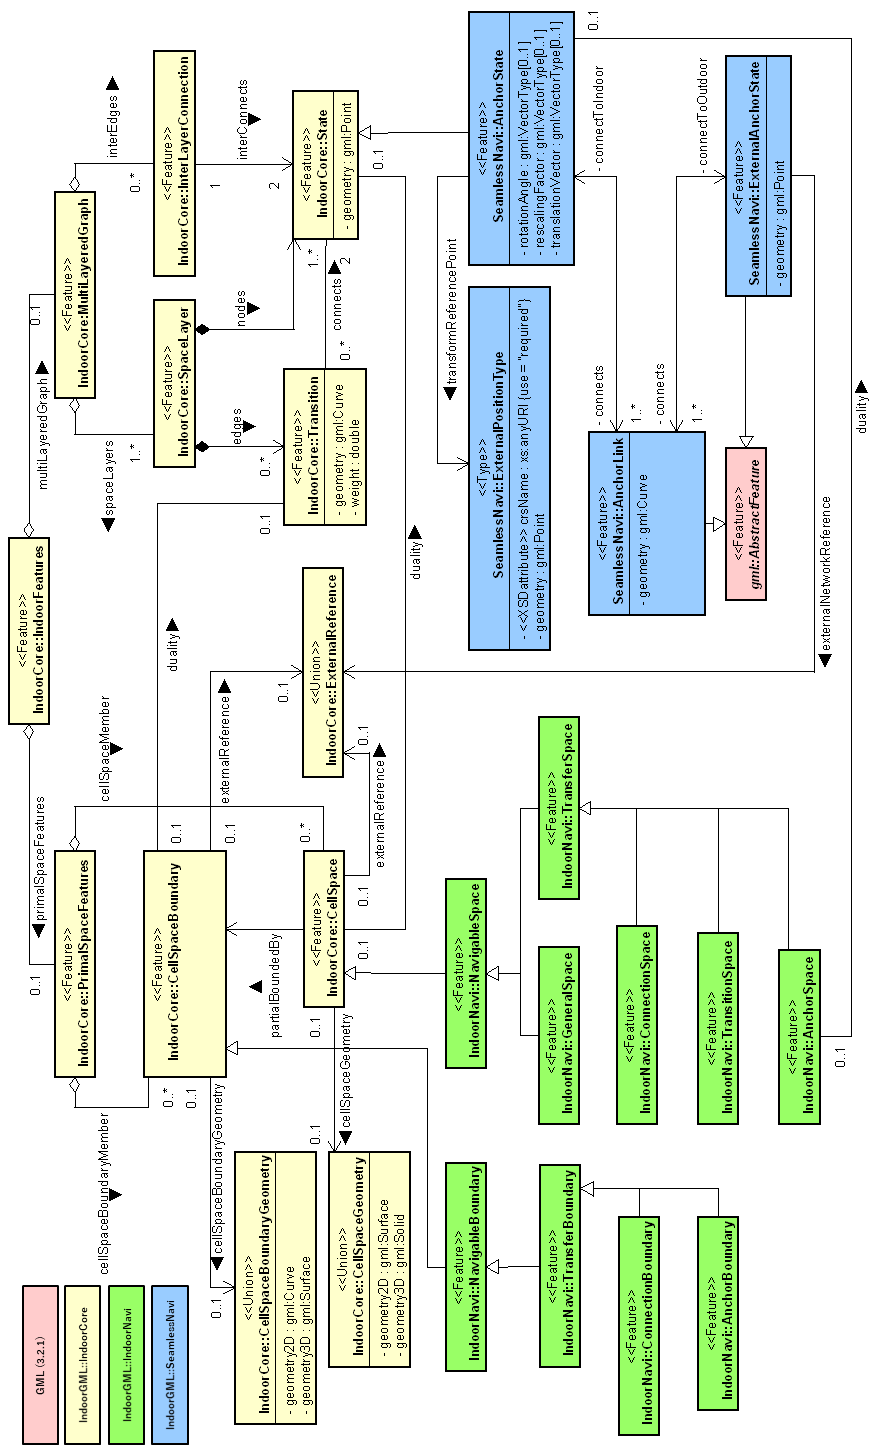 GML (3.2.1)
IndoorGML::IndoorCore
IndoorGML::IndoorNavi
IndoorGML::SeamlessNavi
<<Feature>>
IndoorCore::IndoorFeatures
primalSpaceFeatures
0..1
multiLayeredGraph
0..1
<<Feature>>
IndoorCore::PrimalSpaceFeatures
<<Feature>>
IndoorCore::MultiLayeredGraph
cellSpaceBoundaryMember
0..*
cellSpaceMember
0..*
spaceLayers
1..*
interEdges
0..*
<<Feature>>
IndoorCore::CellSpaceBoundary
<<Feature>>
IndoorCore::SpaceLayer
<<Feature>>
IndoorCore::InterLayerConnection
0..1
cellSpaceBoundaryGeometry
0..1
0..1
duality
0..1
0..1
externalReference
0..1
edges
0..*
nodes
1..*
1
interConnects
2
<<Union>>
IndoorCore::CellSpaceBoundaryGeometry
- geometry2D : gml:Curve
- geometry3D : gml:Surface
partialBoundedBy
<<Feature>>
IndoorCore::CellSpace
<<Union>>
IndoorCore::ExternalReference
<<Feature>>
IndoorCore::Transition
- geometry : gml:Curve
- weight : double
0..*
connects
2
<<Feature>>
IndoorCore::State
- geometry : gml:Point
0..1
cellSpaceGeometry
0..1
<<Union>>
IndoorCore::CellSpaceGeometry
- geometry2D : gml:Surface
- geometry3D : gml:Solid
0..1
externalReference
0..1
0..1
duality
0..1
<<Feature>>
IndoorNavi::NavigableBoundary
<<Feature>>
IndoorNavi::NavigableSpace
transformReferencePoint
<<Feature>>
SeamlessNavi::AnchorState
- rotationAngle : gml:VectorType[0..1]
- rescalingFactor : gml:VectorType[0..1]
- translationVector : gml:VectorType[0..1]
0..1
<<Type>>
SeamlessNavi::ExternalPositionType
- <<XSDattribute>> crsName : xs:anyURI {use = "required"}
- geometry : gml:Point
<<Feature>>
IndoorNavi::TransferBoundary
<<Feature>>
IndoorNavi::GeneralSpace
<<Feature>>
IndoorNavi::TransferSpace
- connects
1..*
- connectToIndoor
<<Feature>>
IndoorNavi::ConnectionBoundary
<<Feature>>
IndoorNavi::ConnectionSpace
<<Feature>>
SeamlessNavi::AnchorLink
- geometry : gml:Curve
- connects
1..*
- connectToOutdoor
<<Feature>>
IndoorNavi::AnchorBoundary
<<Feature>>
IndoorNavi::TransitionSpace
<<Feature>>
gml::AbstractFeature
<<Feature>>
SeamlessNavi::ExternalAnchorState
- geometry : gml:Point
<<Feature>>
IndoorNavi::AnchorSpace
externalNetworkReference
0..1
duality